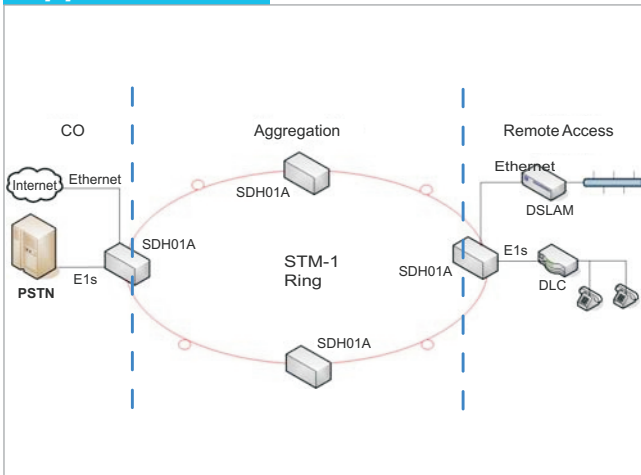 CO
Aggregation
Remote Access
Internet
Ethernet
SDH01A
Ethernet
DSLAM
SDH01A
PSTN
E1s
STM-1
Ring
SDH01A
E1s
DLC
SDH01A